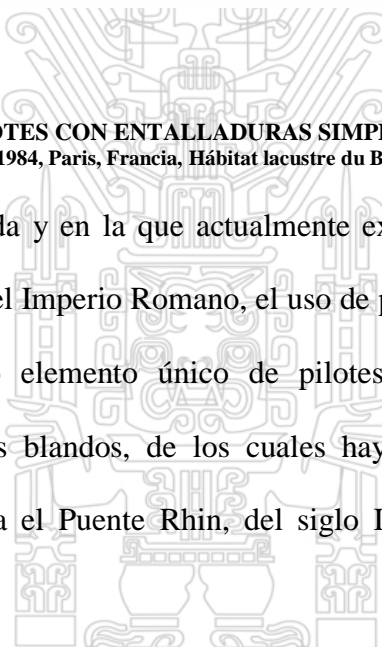 OTES CON ENTALLADURAS SIMP
1984, Paris, Francia, Hábitat lacustre du B
da y en la que actualmente ex
el Imperio Romano, el uso de p
elemento único de pilotes
s blandos, de los cuales hay
a el Puente Rhin, del siglo I